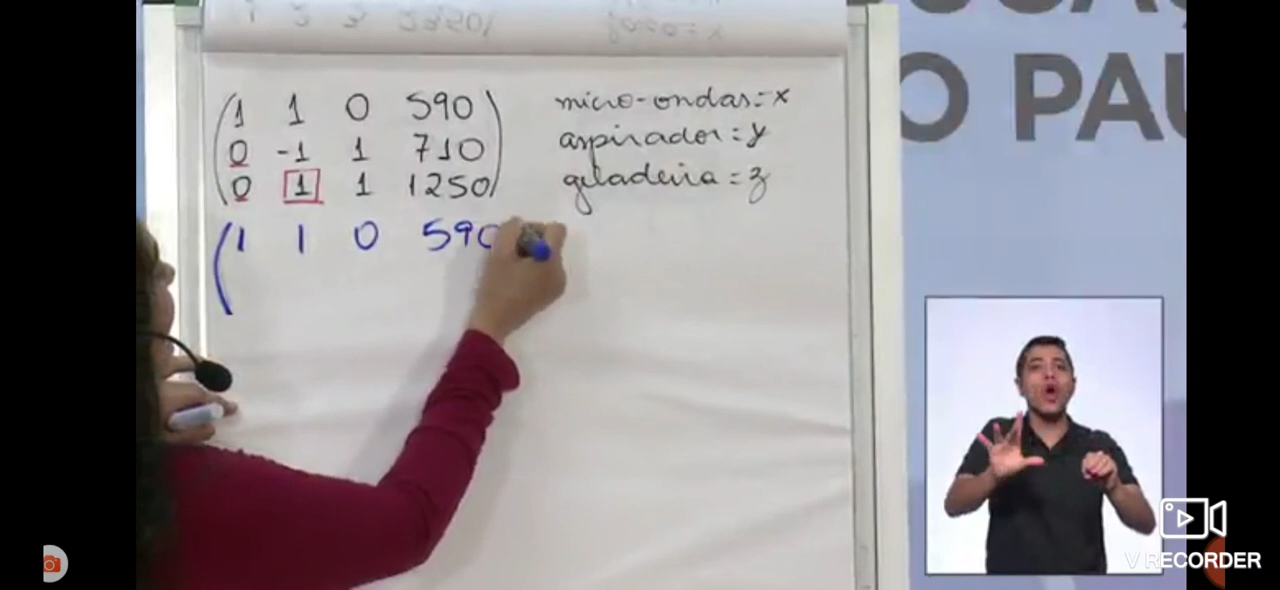 1 1 0 590
0 -1 1 710
0 1 1 1250
micro-ondas = x
aspirador = y
geladeira = z
1 1 0 590
O PAU
V RECORDER